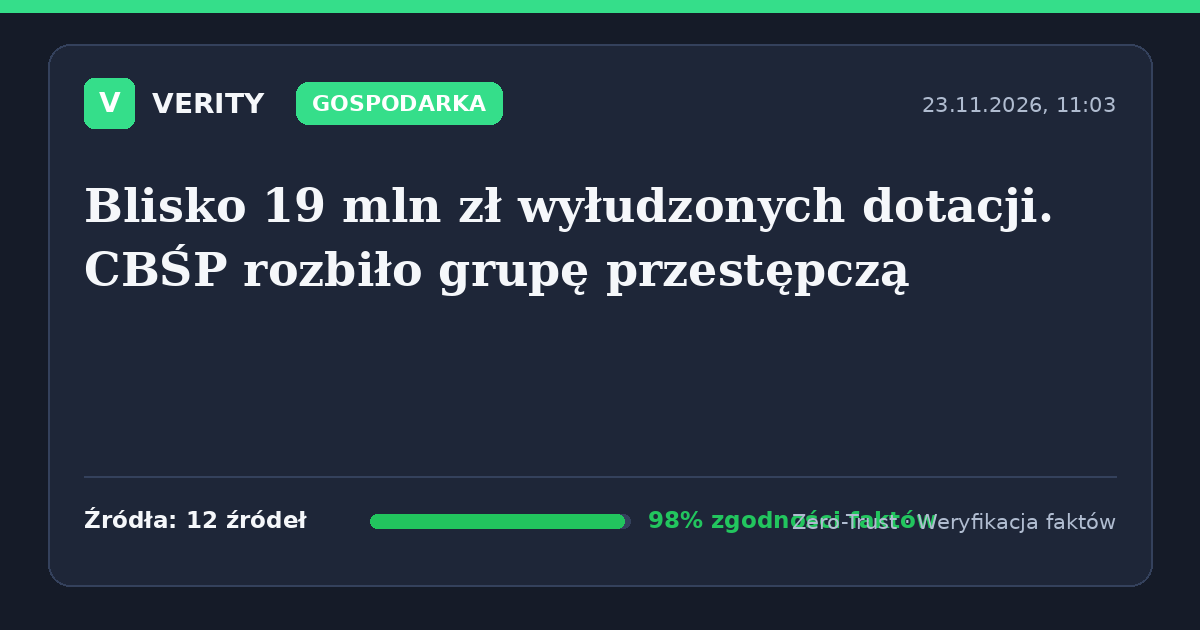 V VERITY GOSPODARKA 23.11.2026, 11:03
Blisko 19 mln zł wyłudzonych dotacji.
CBŚP rozbiło grupę przestępczą
Źródła: 12 źródeł 98% zgodności faktów Zero-Trust · Weryfikacja faktów